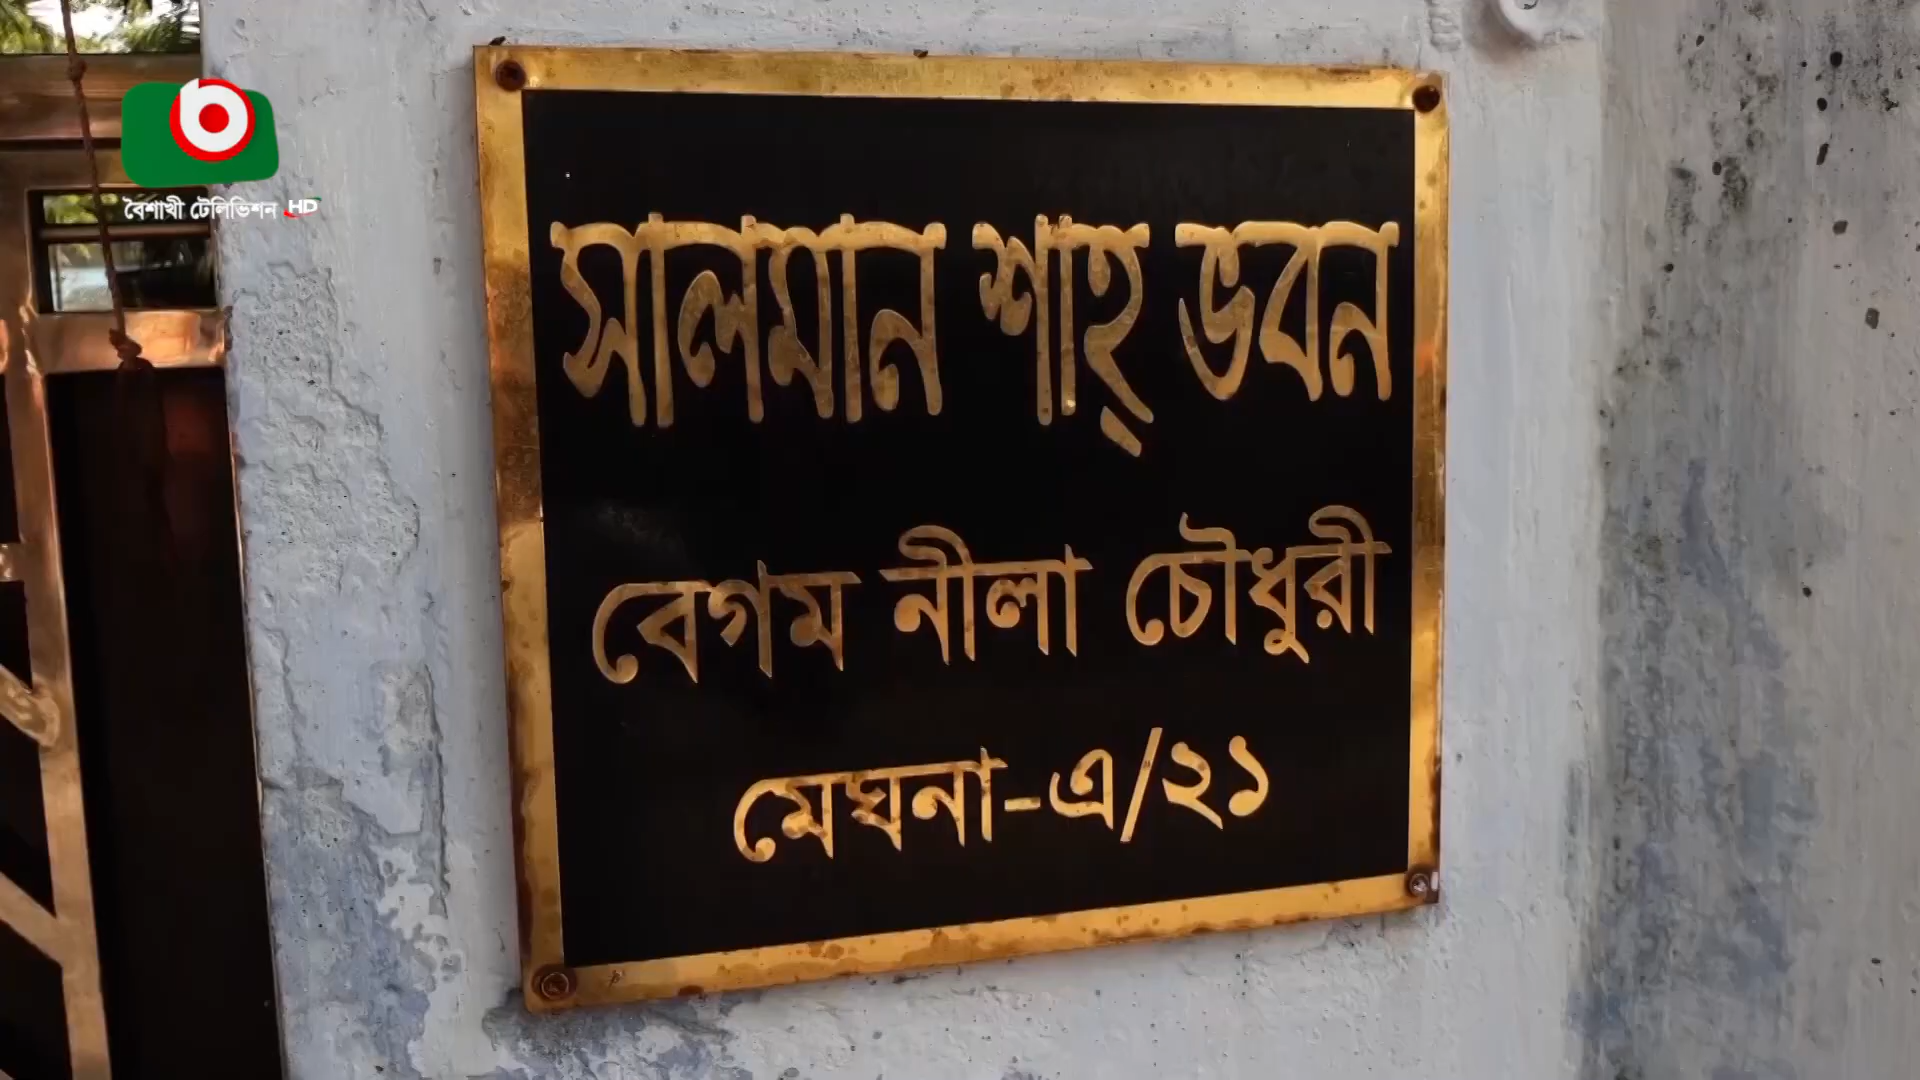 বৈশাখী টেলিভিশন HD
সালমান শাহ্ ভবন
বেগম নীলা চৌধুরী
মেঘনা-এ/২১